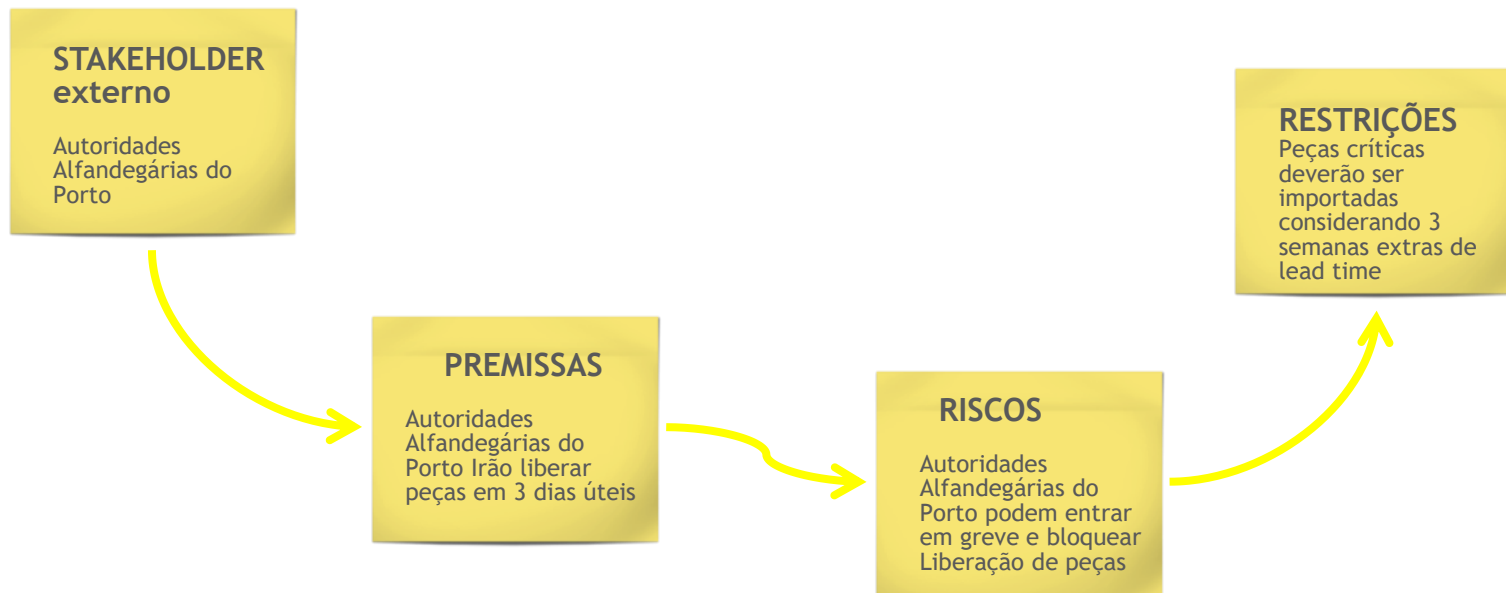 STAKEHOLDER
externo
Autoridades
Alfandegárias do
Porto
PREMISSAS
Autoridades
Alfandegárias do
Porto Irão liberar
peças em 3 dias úteis
RISCOS
Autoridades
Alfandegárias do
Porto podem entrar
em greve e bloquear
Liberação de peças
RESTRIÇÕES
Peças críticas
deverão ser
importadas
considerando 3
semanas extras de
lead time